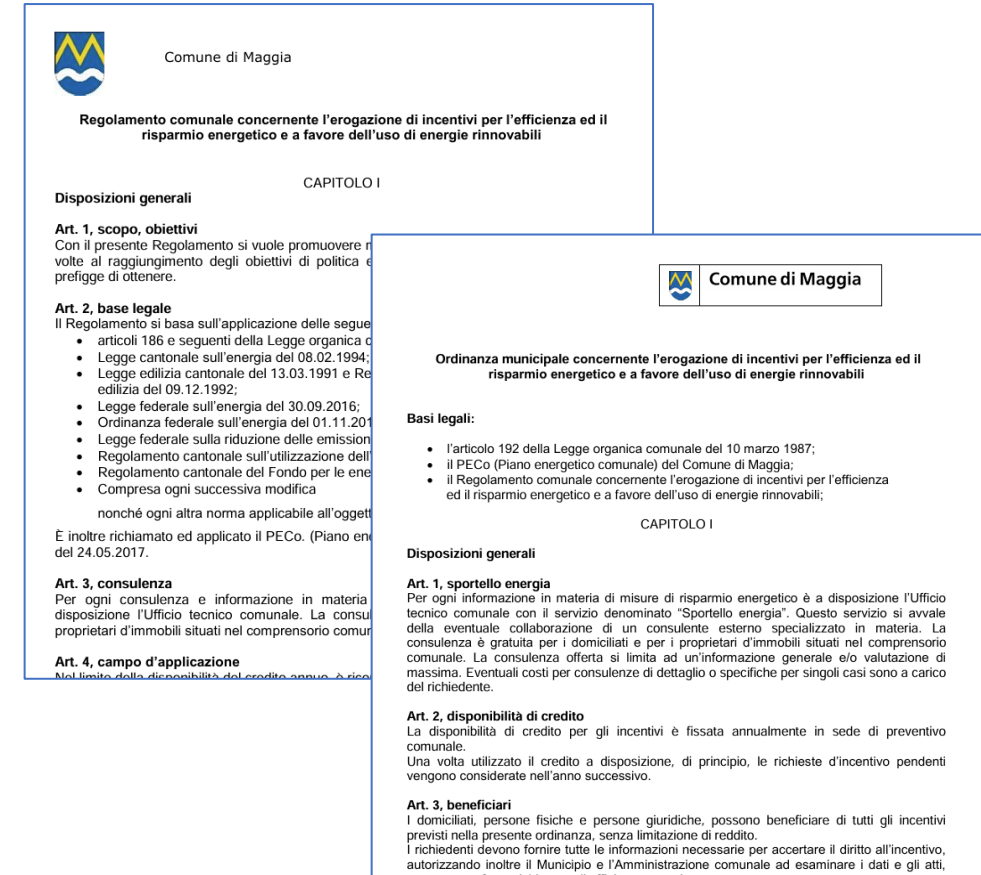 Comune di Maggia
Regolamento comunale concernente l'erogazione di incentivi per l'efficienza ed il
risparmio energetico e a favore dell'uso di energie rinnovabili
CAPITOLO I
Disposizioni generali
Art. 1, scopo, obiettivi
Con il presente Regolamento si vuole promuovere
volte al raggiungimento degli obiettivi di politica
prefigge di ottenere.
Art. 2, base legale
Il Regolamento si basa sull'applicazione delle segue
• articoli 186 e seguenti della Legge organica
• Legge cantonale sull'energia del 08.02.1994;
• Legge edilizia cantonale del 13.03.1991 e Re
edilizia del 09.12.1992;
• Legge federale sull'energia del 30.09.2016;
• Ordinanza federale sull'energia del 01.11.201
• Legge federale sulla riduzione delle emission
• Regolamento cantonale sull'utilizzazione dell'
• Regolamento cantonale del Fondo per le ene
• Compresa ogni successiva modifica
nonché ogni altra norma applicabile all'oggett
È inoltre richiamato ed applicato il PECo. (Piano en
del 24.05.2017.
Art. 3, consulenza
Per ogni consulenza e informazione in materia
disposizione l'Ufficio tecnico comunale. La consul
proprietari d'immobili situati nel comprensorio comu
Art. 4, campo d'applicazione
Nel limite della disponibilità del credito annuo, è rico
Comune di Maggia
Ordinanza municipale concernente l'erogazione di incentivi per l'efficienza ed il
risparmio energetico e a favore dell'uso di energie rinnovabili
Basi legali:
• l'articolo 192 della Legge organica comunale del 10 marzo 1987;
• il PECo (Piano energetico comunale) del Comune di Maggia;
• il Regolamento comunale concernente l'erogazione di incentivi per l'efficienza
ed il risparmio energetico e a favore dell'uso di energie rinnovabili;
CAPITOLO I
Disposizioni generali
Art. 1, sportello energia
Per ogni informazione in materia di misure di risparmio energetico è a disposizione l'Ufficio
tecnico comunale con il servizio denominato "Sportello energia". Questo servizio si avvale
della eventuale collaborazione di un consulente esterno specializzato in materia. La
consulenza è gratuita per i domiciliati e per i proprietari d'immobili situati nel comprensorio
comunale. La consulenza offerta si limita ad un'informazione generale e/o valutazione di
massima. Eventuali costi per consulenze di dettaglio o specifiche per singoli casi sono a carico
del richiedente.
Art. 2, disponibilità di credito
La disponibilità di credito per gli incentivi è fissata annualmente in sede di preventivo
comunale.
Una volta utilizzato il credito a disposizione, di principio, le richieste d'incentivo pendenti
vengono considerate nell'anno successivo.
Art. 3, beneficiari
I domiciliati, persone fisiche e persone giuridiche, possono beneficiare di tutti gli incentivi
previsti nella presente ordinanza, senza limitazione di reddito.
I richiedenti devono fornire tutte le informazioni necessarie per accertare il diritto all'incentivo,
autorizzando inoltre il Municipio e l'Amministrazione comunale ad esaminare i dati e gli atti,